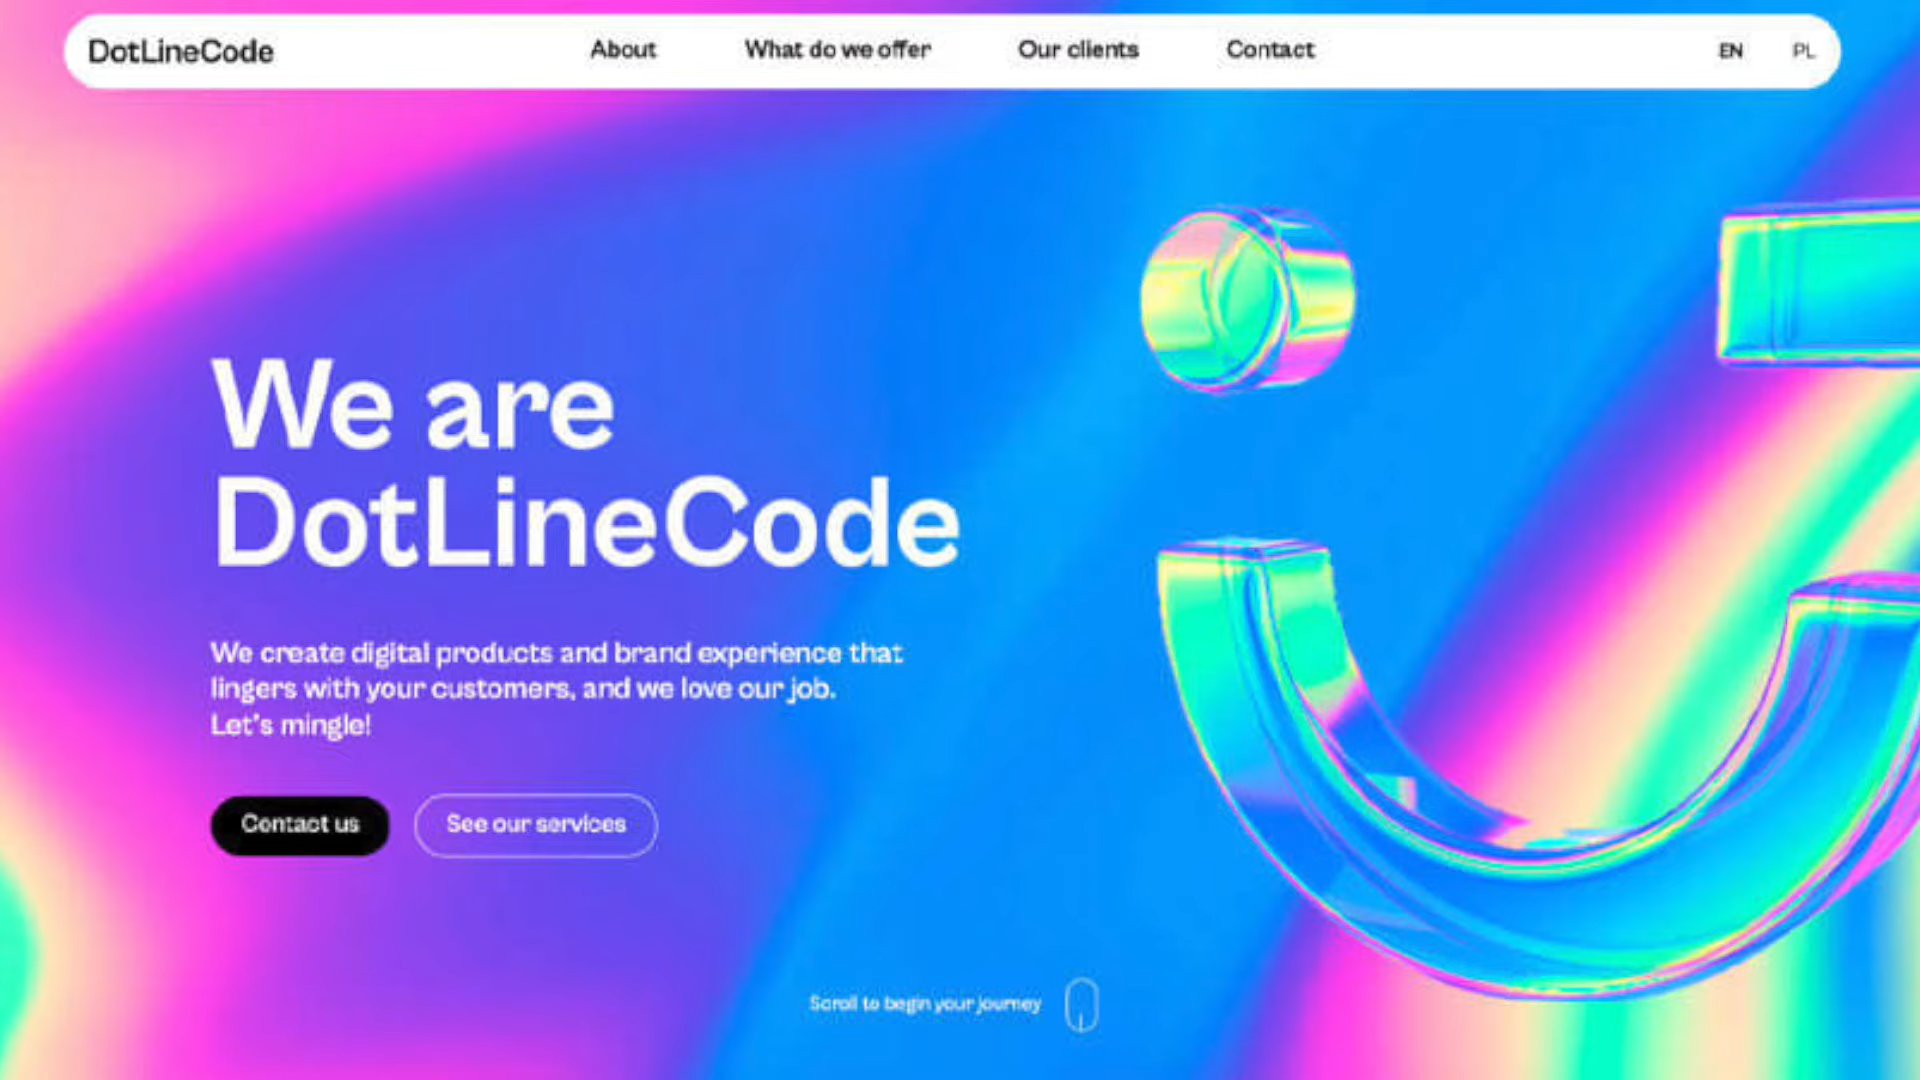 DotLineCode
About
What do we offer
Our clients
Contact
EN
PL
We are
DotLineCode
We create digital products and brand experience that
lingers with your customers, and we love our job.
Let's mingle!
Contact us
See our services
Scroll to begin your journey